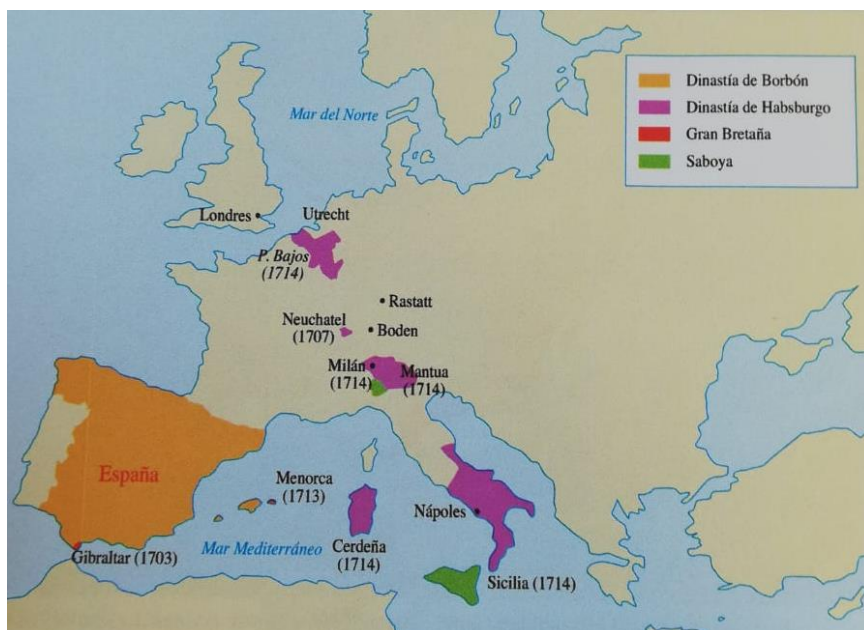 Dinastía de Borbón
Dinastía de Habsburgo
Gran Bretaña
Saboya
Mar del Norte
Londres
Utrecht
P. Bajos
(1714)
Rastatt
Neuchatel
(1707)
Boden
Milán
(1714)
Mantua
(1714)
España
Menorca
(1713)
Nápoles
Gibraltar (1703)
Mar Mediterráneo
Cerdeña
(1714)
Sicilia (1714)